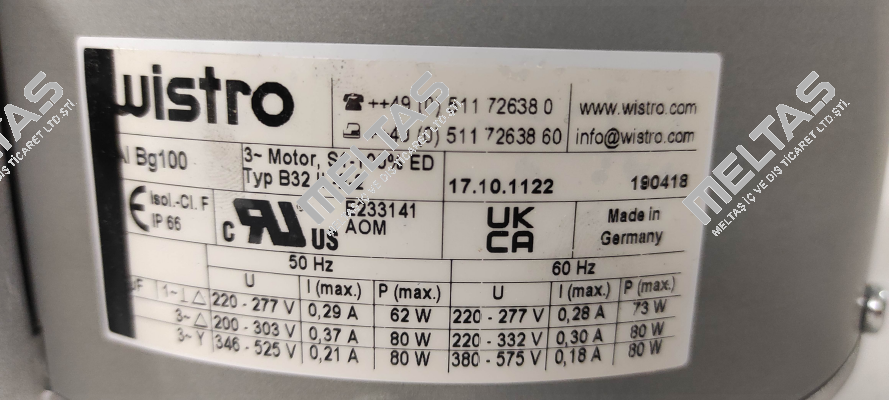 wistro
++49 (0) 511 72638 0
www.wistro.com
(0) 511 72638 60
info@wistro.com
Bg100
3~ Motor, ED
Typ B32
17.10.1122
190418
CE Isol.-Cl. F
IP 66
c RU US
E233141
AOM
UK
CA
Made in
Germany
50 Hz
60 Hz
U I (max.) P (max.) U I (max.) P (max.)
1~⊥ △ 220 - 277 V 0,29 A 62 W 220 - 277 V 0,28 A 73 W
3~ △ 200 - 303 V 0,37 A 80 W 220 - 332 V 0,30 A 80 W
3~ Y 346 - 525 V 0,21 A 80 W 380 - 575 V 0,18 A 80 W
MELTAS
MELTAŞ İÇ VE DIŞ TİCARET LTD.ŞTİ.